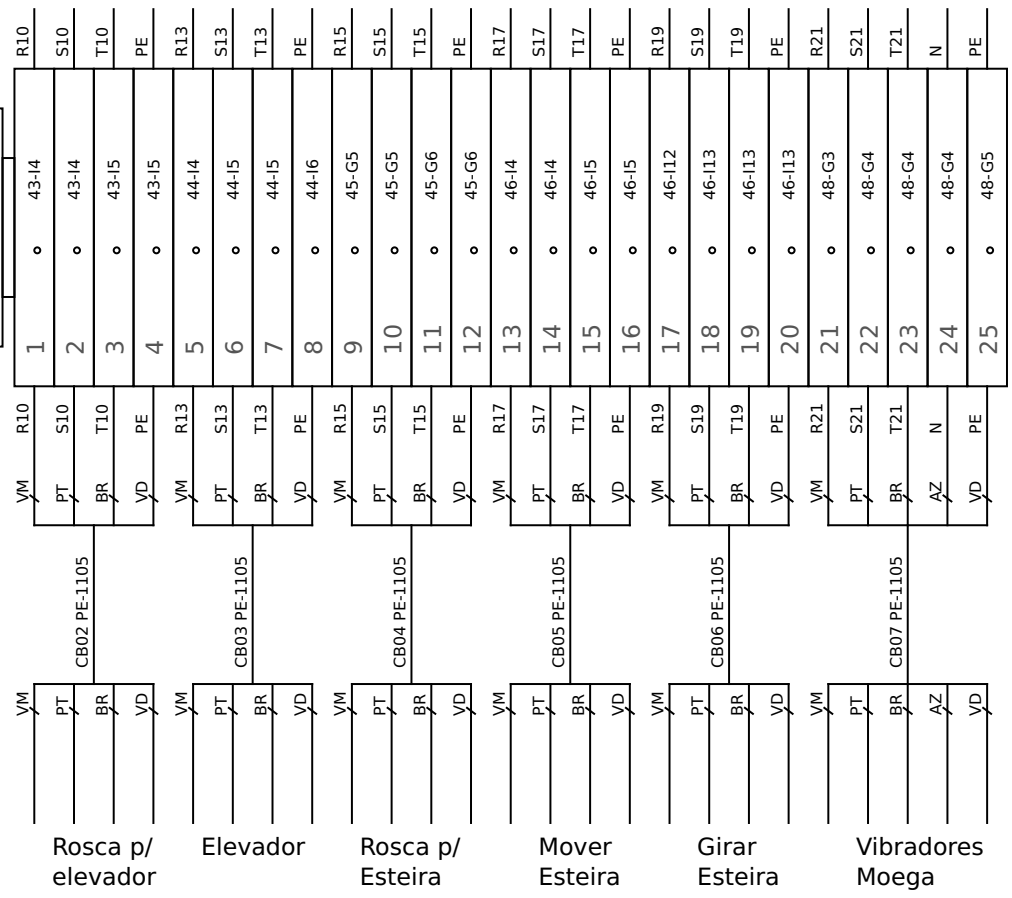 R10 S10 T10 PE R13 S13 T13 PE R15 S15 T15 PE R17 S17 T17 PE R19 S19 T19 PE R21 S21 T21 N PE
43-I4 43-I4 43-I5 43-I5 44-I4 44-I5 44-I5 44-I6 45-G5 45-G5 45-G6 45-G6 46-I4 46-I4 46-I5 46-I5 46-I12 46-I13 46-I13 46-I13 48-G3 48-G4 48-G4 48-G4 48-G5
1 2 3 4 5 6 7 8 9 10 11 12 13 14 15 16 17 18 19 20 21 22 23 24 25
R10 S10 T10 PE R13 S13 T13 PE R15 S15 T15 PE R17 S17 T17 PE R19 S19 T19 PE R21 S21 T21 N PE
VM PT BR VD VM PT BR VD VM PT BR VD VM PT BR VD VM PT BR VD VM PT BR AZ VD
CB02 PE-1105 CB03 PE-1105 CB04 PE-1105 CB05 PE-1105 CB06 PE-1105 CB07 PE-1105
VM PT BR VD VM PT BR VD VM PT BR VD VM PT BR VD VM PT BR VD VM PT BR AZ VD
Rosca p/
elevador
Elevador
Rosca p/
Esteira
Mover
Esteira
Girar
Esteira
Vibradores
Moega